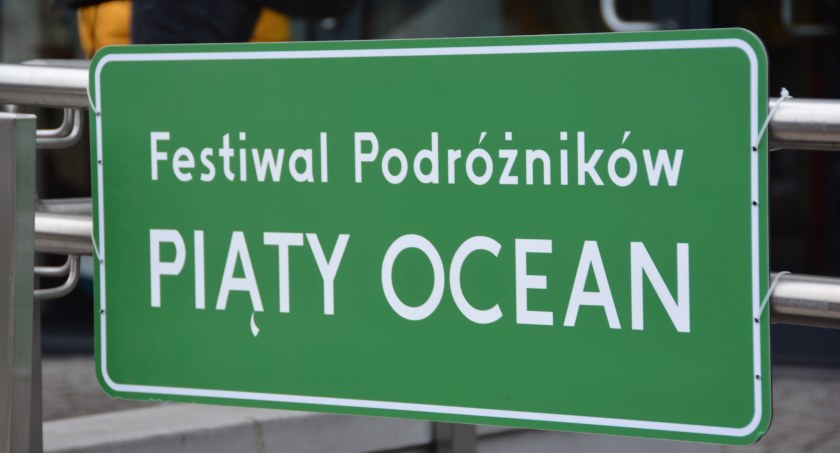 Festiwal Podróżników
PIĄTY OCEAN